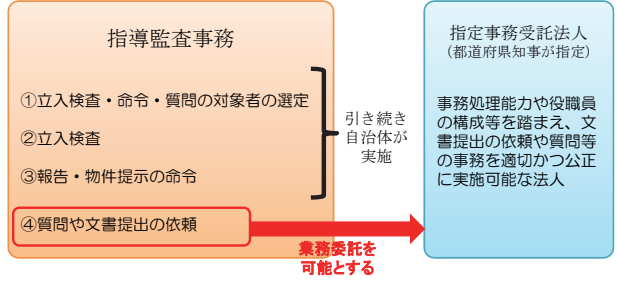 指導監査事務
①立入検査・命令・質問の対象者の選定
②立入検査
③報告・物件提示の命令
④質問や文書提出の依頼
引き続き
自治体が
実施
業務委託を
可能とする
指定事務受託法人
(都道府県知事が指定)
事務処理能力や役職員
の構成等を踏まえ、文
書提出の依頼や質問等
の事務を適切かつ公正
に実施可能な法人